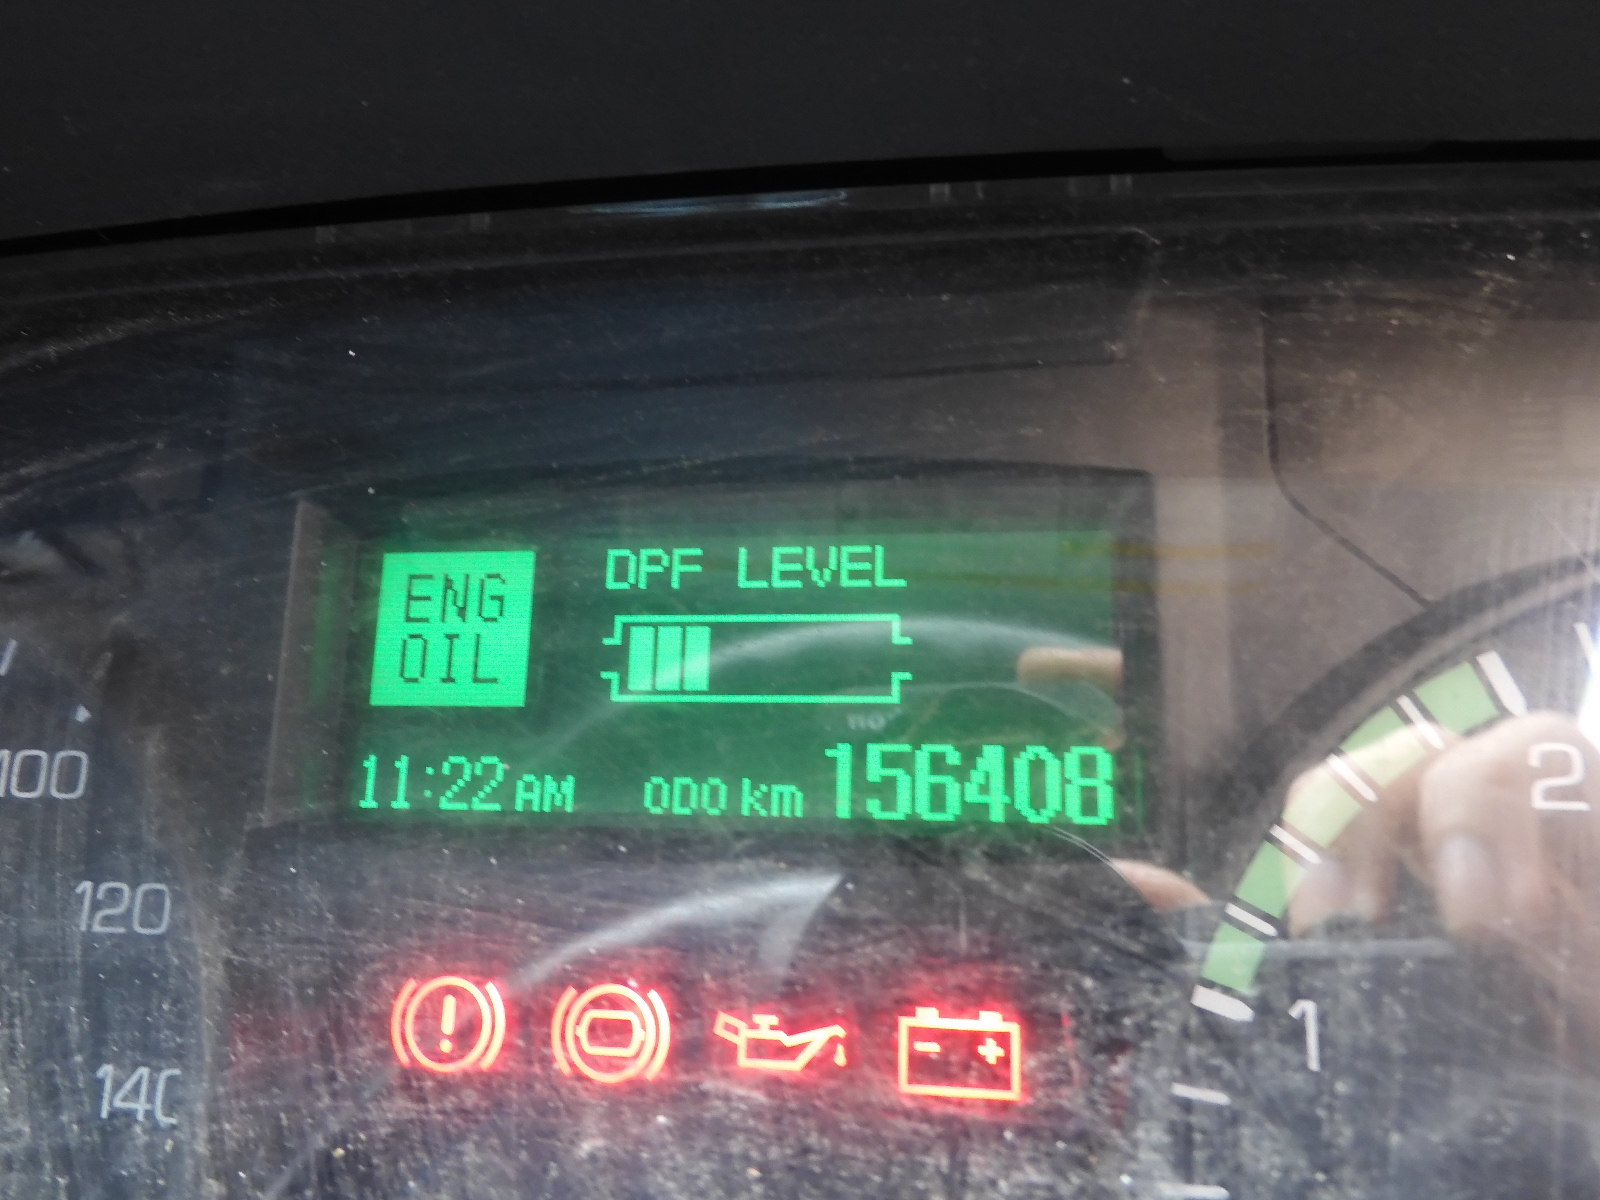 ENG
OIL
DPF LEVEL
11:22 AM ODO km 156408
100
120
140
2
1